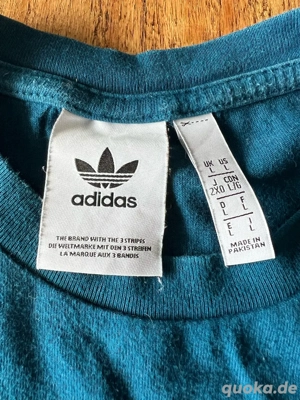 adidas
THE BRAND WITH THE 3 STRIPES
DIE WELTMARKE MIT DEN 3 STREIFEN
LA MARQUE AUX 3 BANDES
UK US
L L
J CDN
2XO L/G
D F
L L
E I
L L
MADE IN
PAKISTAN
quoka.de